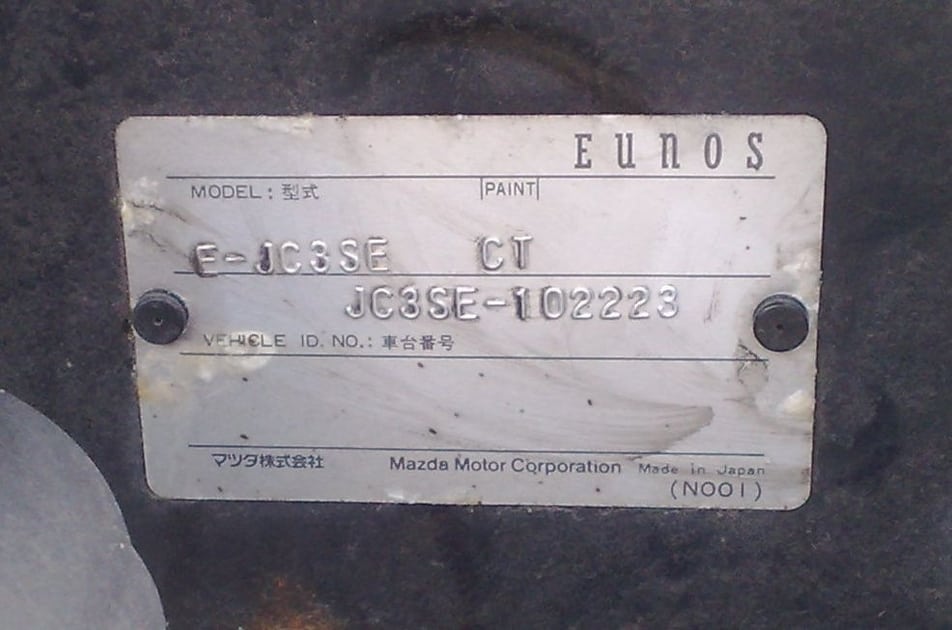 EUNOS
MODEL : 型式 PAINT
E-JC3SE CT
JC3SE-102223
VEHICLE ID. NO. : 車台番号
マツダ株式会社 Mazda Motor Corporation Made in Japan
(N001)